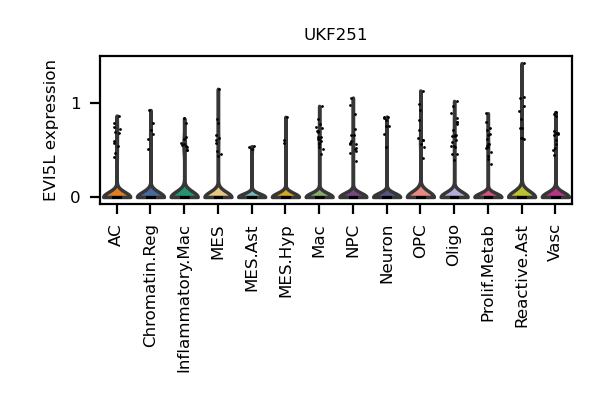 UKF251
EVI5L expression
1
0
AC
Chromatin.Reg
Inflammatory.Mac
MES
MES.Ast
MES.Hyp
Mac
NPC
Neuron
OPC
Oligo
Prolif.Metab
Reactive.Ast
Vasc